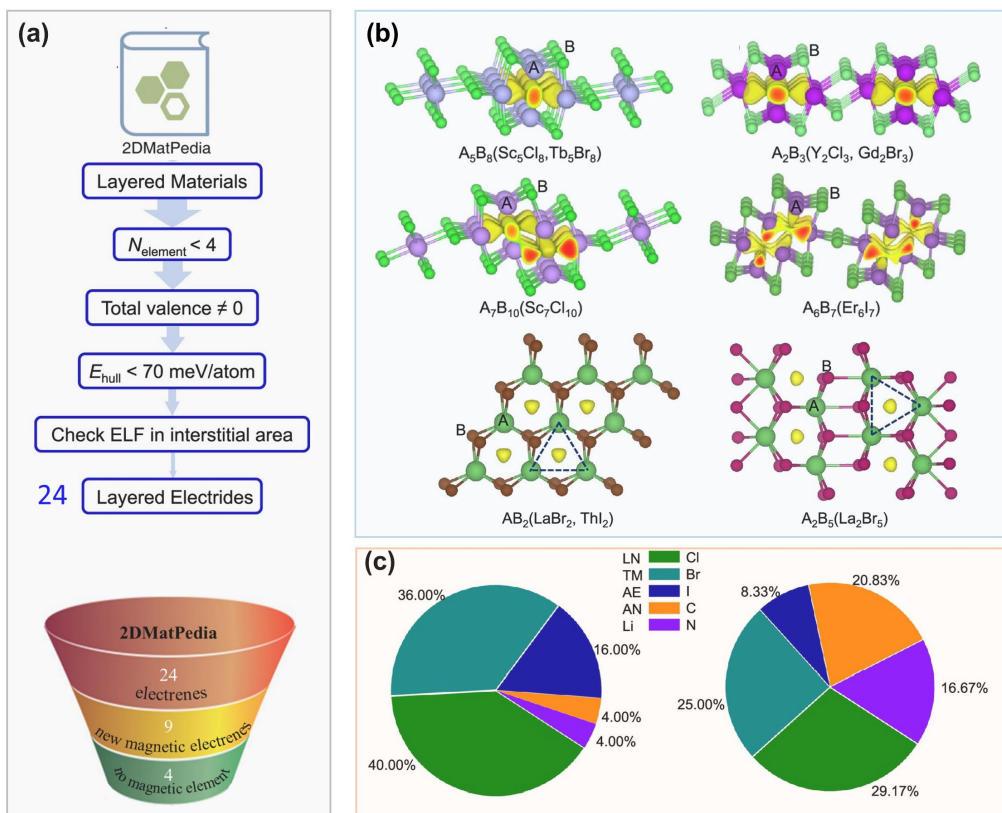 (a)
2DMatPedia
Layered Materials
N_element < 4
Total valence ≠ 0
E_hull < 70 meV/atom
Check ELF in interstitial area
24 Layered Electrides
2DMatPedia
24
electrenes
9
new magnetic electrenes
4
no magnetic element
(b)
B
A
A₅B₈(Sc₅Cl₈,Tb₅Br₈)
B
A
A₂B₃(Y₂Cl₃, Gd₂Br₃)
B
A
A₇B₁₀(Sc₇Cl₁₀)
B
A
A₆B₇(Er₆I₇)
A
B
AB₂(LaBr₂, ThI₂)
B
A
A₂B₅(La₂Br₅)
(c)
LN Cl
TM Br
AE I
AN C
Li N
36.00%
16.00%
4.00%
4.00%
40.00%
8.33%
20.83%
16.67%
25.00%
29.17%